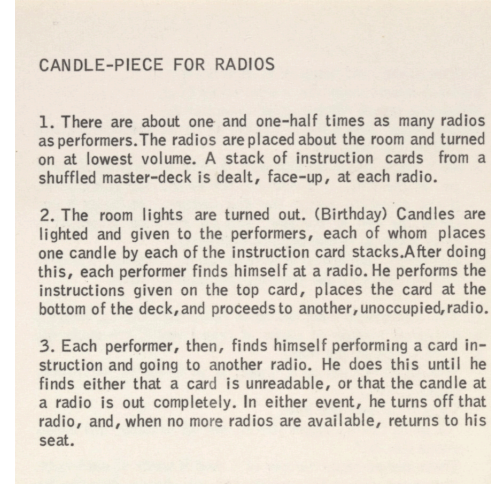 CANDLE-PIECE FOR RADIOS
1. There are about one and one-half times as many radios
as performers.The radios are placed about the room and turned
on at lowest volume. A stack of instruction cards from a
shuffled master-deck is dealt, face-up, at each radio.
2. The room lights are turned out. (Birthday) Candles are
lighted and given to the performers, each of whom places
one candle by each of the instruction card stacks.After doing
this, each performer finds himself at a radio. He performs the
instructions given on the top card, places the card at the
bottom of the deck,and proceeds to another,unoccupied,radio.
3. Each performer, then, finds himself performing a card in-
struction and going to another radio. He does this until he
finds either that a card is unreadable, or that the candle at
a radio is out completely. In either event, he turns off that
radio, and, when no more radios are available, returns to his
seat.